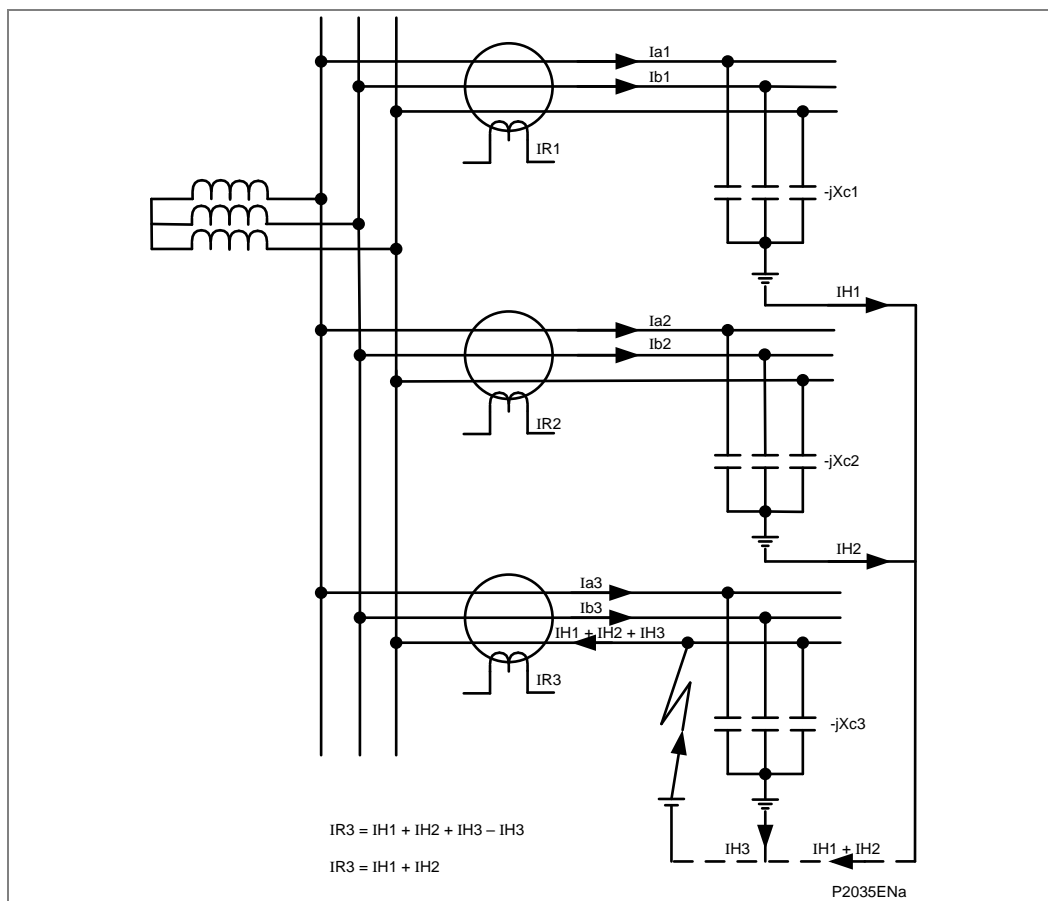 Ia1
Ib1
IR1
-jXc1
IH1
Ia2
Ib2
IR2
-jXc2
IH2
Ia3
Ib3
IH1 + IH2 + IH3
IR3
-jXc3
IR3 = IH1 + IH2 + IH3 – IH3
IH3
IH1 + IH2
IR3 = IH1 + IH2
P2035ENa